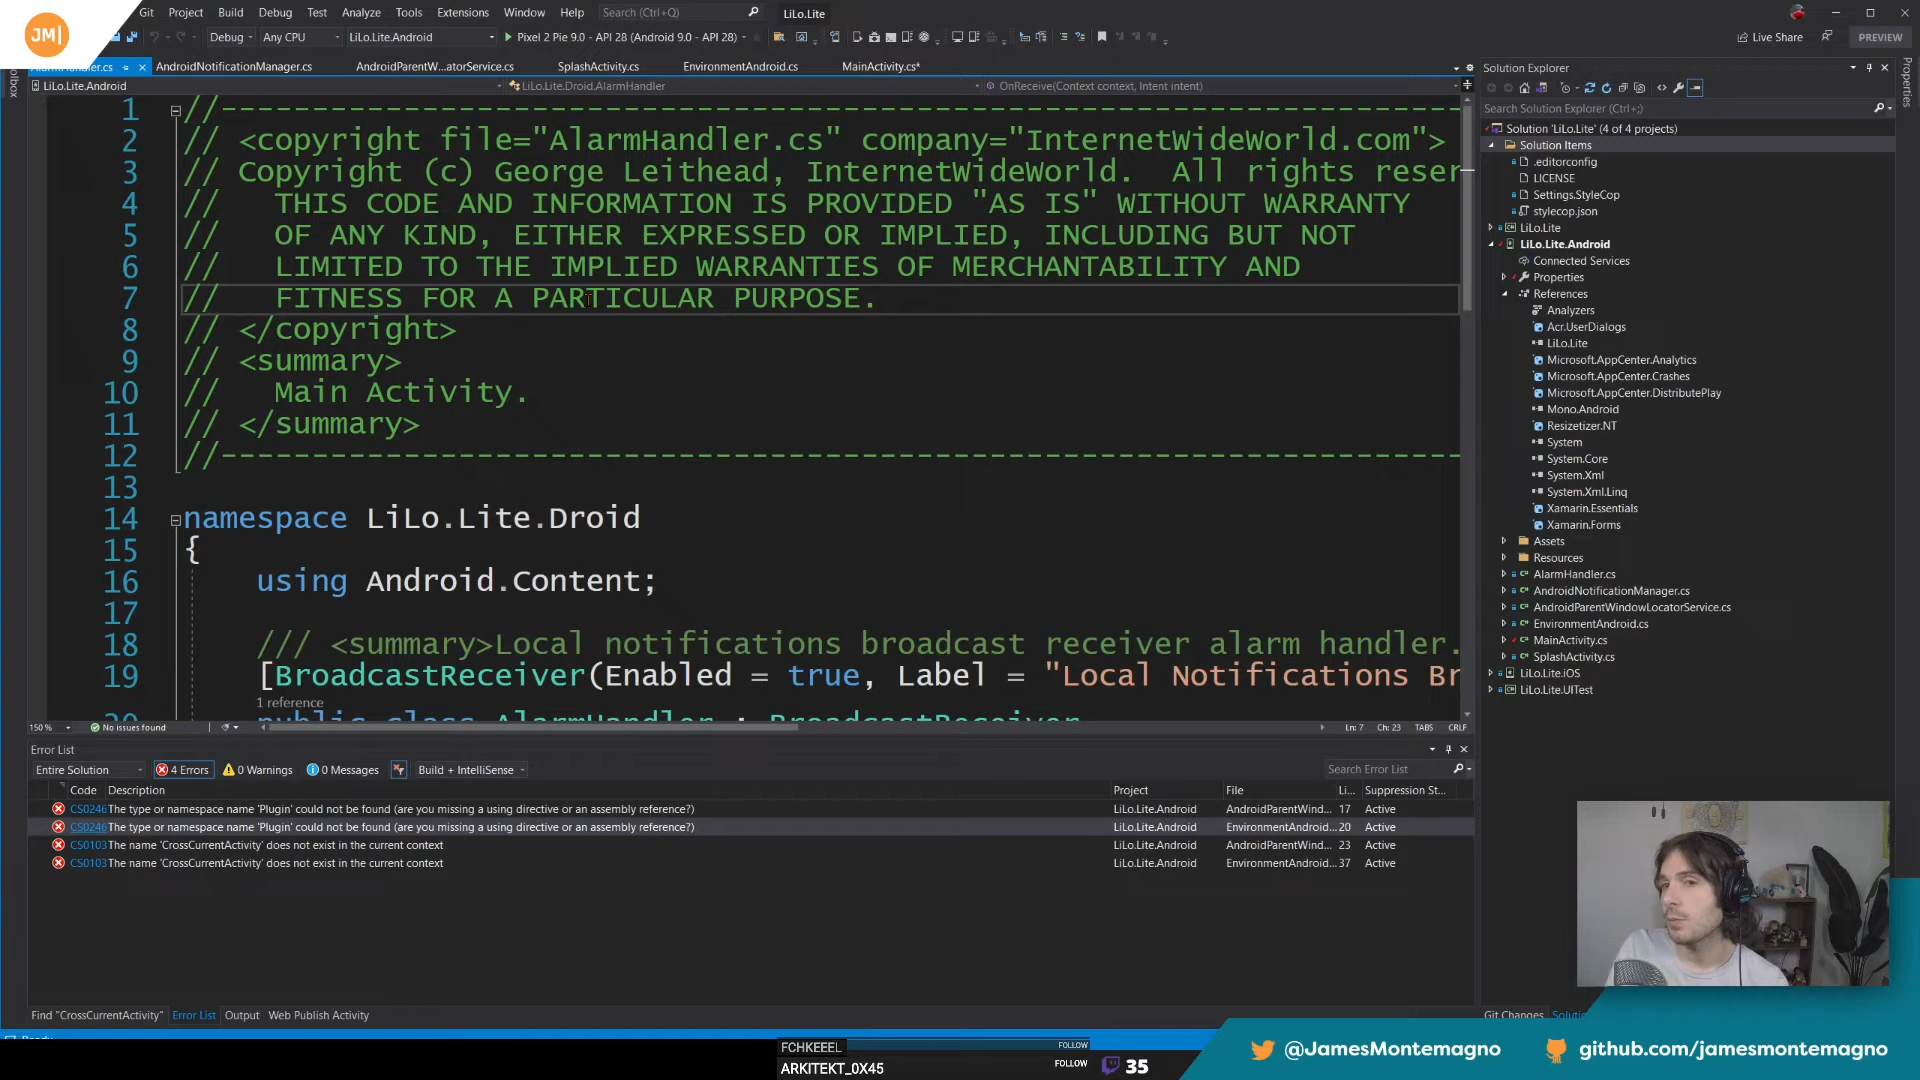 JM|
Git Project Build Debug Test Analyze Tools Extensions Window Help Search (Ctrl+Q) LiLo.Lite
Debug Any CPU LiLo.Lite.Android Pixel 2 Pie 9.0 - API 28 (Android 9.0 - API 28) Live Share PREVIEW
AlarmHandler.cs AndroidNotificationManager.cs AndroidParentW...atorService.cs SplashActivity.cs EnvironmentAndroid.cs MainActivity.cs*
LiLo.Lite.Android LiLo.Lite.Droid.AlarmHandler OnReceive(Context context, Intent intent)
1 //--------------------------------------------------------------------
2 // <copyright file="AlarmHandler.cs" company="InternetWideWorld.com">
3 // Copyright (c) George Leithead, InternetWideWorld.  All rights reser
4 //   THIS CODE AND INFORMATION IS PROVIDED "AS IS" WITHOUT WARRANTY
5 //   OF ANY KIND, EITHER EXPRESSED OR IMPLIED, INCLUDING BUT NOT
6 //   LIMITED TO THE IMPLIED WARRANTIES OF MERCHANTABILITY AND
7 //   FITNESS FOR A PARTICULAR PURPOSE.
8 // </copyright>
9 // <summary>
10 //   Main Activity.
11 // </summary>
12 //--------------------------------------------------------------------
13
14 namespace LiLo.Lite.Droid
15 {
16 using Android.Content;
17
18 /// <summary>Local notifications broadcast receiver alarm handler.
19 [BroadcastReceiver(Enabled = true, Label = "Local Notifications Br
1 reference
20 public class AlarmHandler : BroadcastReceiver
150 % No issues found Ln: 7 Ch: 23 TABS CRLF
Error List
Entire Solution 4 Errors 0 Warnings 0 Messages Build + IntelliSense Search Error List
Code Description Project File Li... Suppression St...
CS0246 The type or namespace name 'Plugin' could not be found (are you missing a using directive or an assembly reference?) LiLo.Lite.Android AndroidParentWind... 17 Active
CS0246 The type or namespace name 'Plugin' could not be found (are you missing a using directive or an assembly reference?) LiLo.Lite.Android EnvironmentAndroid... 20 Active
CS0103 The name 'CrossCurrentActivity' does not exist in the current context LiLo.Lite.Android AndroidParentWind... 23 Active
CS0103 The name 'CrossCurrentActivity' does not exist in the current context LiLo.Lite.Android EnvironmentAndroid... 37 Active
Find "CrossCurrentActivity" Error List Output Web Publish Activity
Toolbox
Solution Explorer
Search Solution Explorer (Ctrl+;)
Solution 'LiLo.Lite' (4 of 4 projects)
Solution Items
.editorconfig
LICENSE
Settings.StyleCop
stylecop.json
LiLo.Lite
LiLo.Lite.Android
Connected Services
Properties
References
Analyzers
Acr.UserDialogs
LiLo.Lite
Microsoft.AppCenter.Analytics
Microsoft.AppCenter.Crashes
Microsoft.AppCenter.DistributePlay
Mono.Android
Resizetizer.NT
System
System.Core
System.Xml
System.Xml.Linq
Xamarin.Essentials
Xamarin.Forms
Assets
Resources
AlarmHandler.cs
AndroidNotificationManager.cs
AndroidParentWindowLocatorService.cs
EnvironmentAndroid.cs
MainActivity.cs
SplashActivity.cs
LiLo.Lite.iOS
LiLo.Lite.UITest
Properties
Git Changes
FCHKEEEL FOLLOW
ARKITEKT_0X45 FOLLOW
35
@JamesMontemagno
github.com/jamesmontemagno